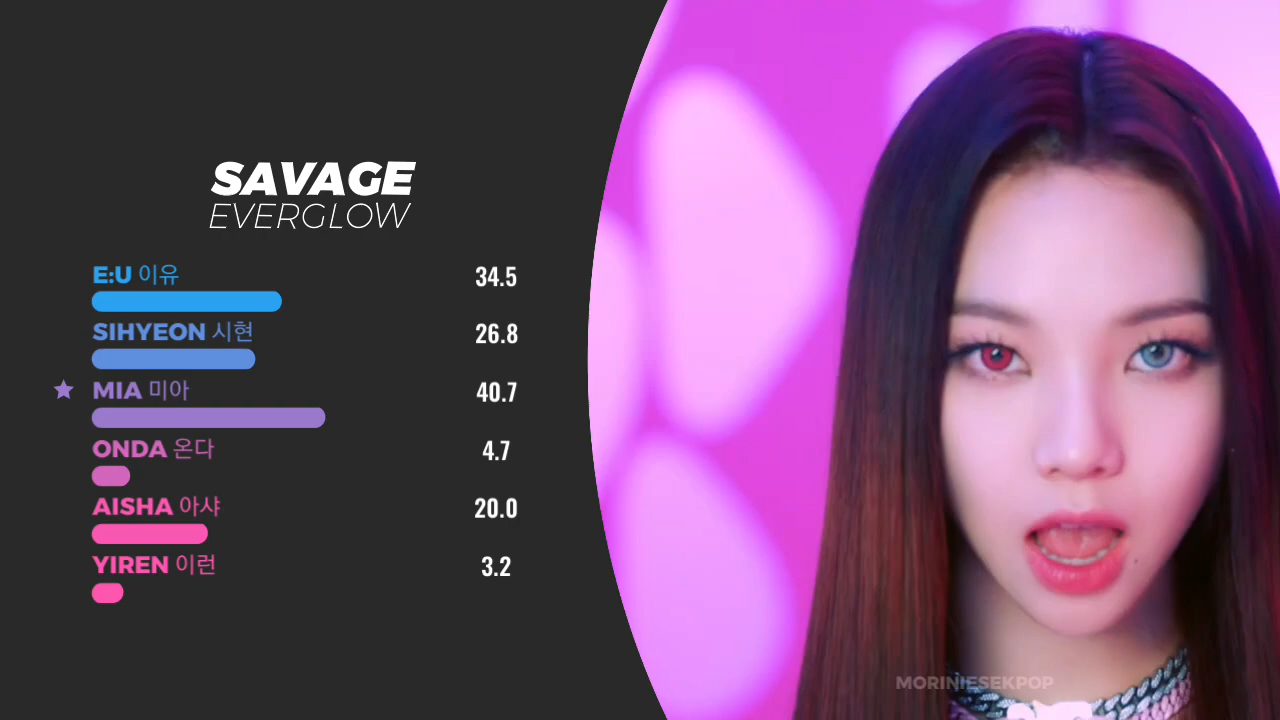 SAVAGE
EVERGLOW
E:U 이유 34.5
SIHYEON 시현 26.8
MIA 미아 40.7
ONDA 온다 4.7
AISHA 아샤 20.0
YIREN 이런 3.2
MORINIESEKPOP